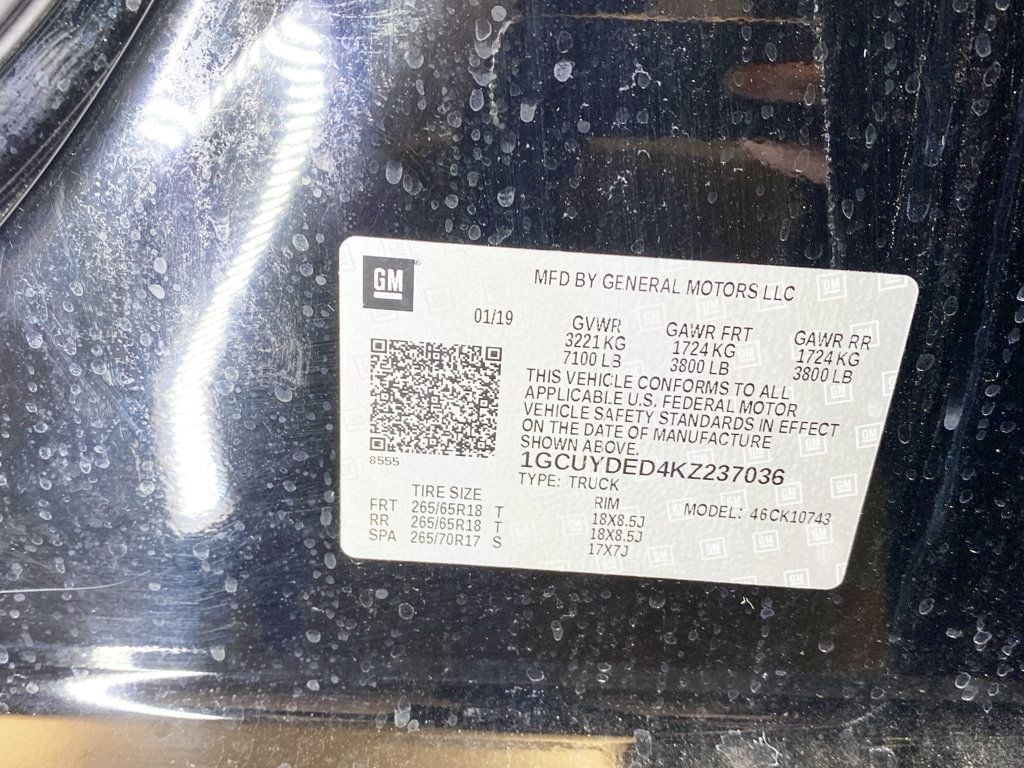 GM
MFD BY GENERAL MOTORS LLC
01/19
GVWR GAWR FRT GAWR RR
3221 KG 1724 KG 1724 KG
7100 LB 3800 LB 3800 LB
THIS VEHICLE CONFORMS TO ALL
APPLICABLE U.S. FEDERAL MOTOR
VEHICLE SAFETY STANDARDS IN EFFECT
ON THE DATE OF MANUFACTURE
SHOWN ABOVE.
8555
1GCUYDED4KZ237036
TYPE: TRUCK
TIRE SIZE RIM MODEL: 46CK10743
FRT 265/65R18 T 18X8.5J
RR 265/65R18 T 18X8.5J
SPA 265/70R17 S 17X7J